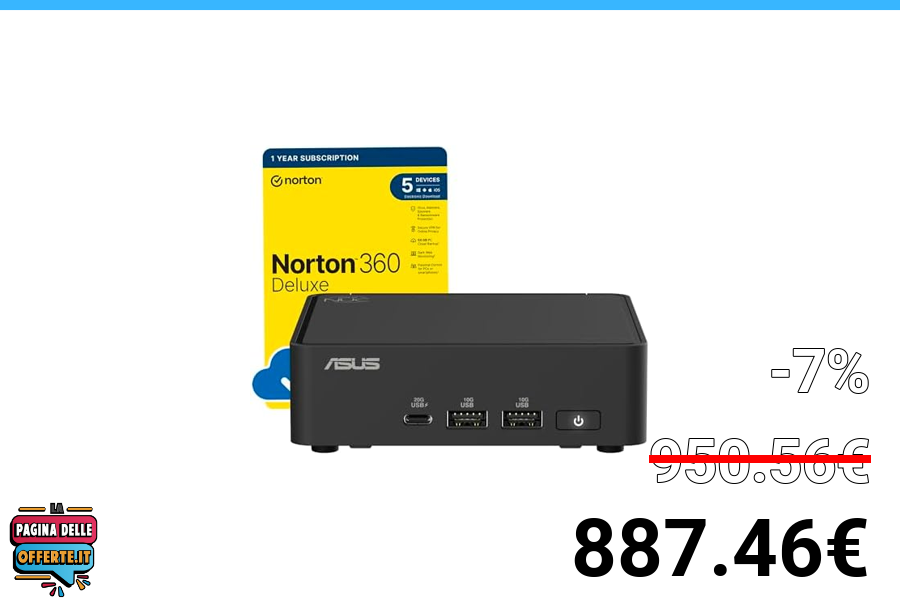 1 YEAR SUBSCRIPTION
norton
5 DEVICES
Norton 360
Deluxe
NUC
ASUS
20G
USB
10G
USB
10G
USB
-7%
950.56€
887.46€
LA
PAGINA DELLE
OFFERTE.IT